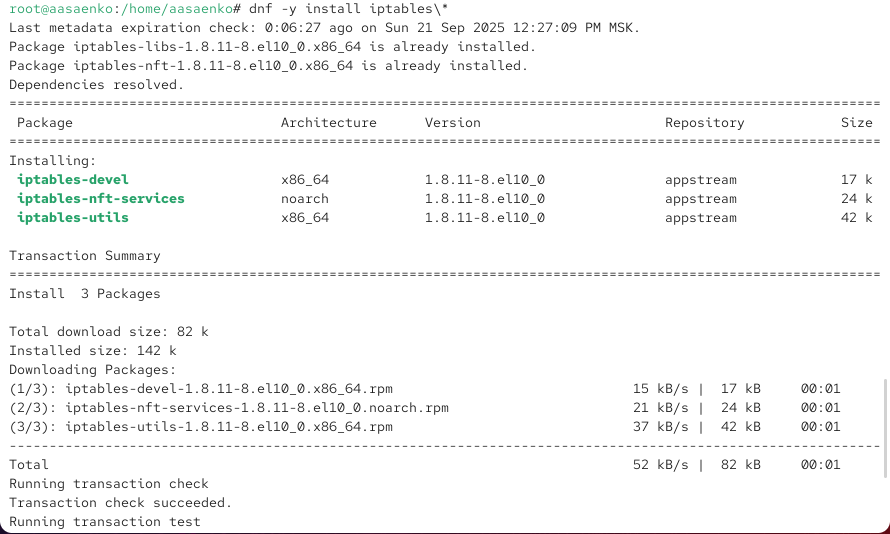 root@aasaenko:/home/aasaenko# dnf -y install iptables\*
Last metadata expiration check: 0:06:27 ago on Sun 21 Sep 2025 12:27:09 PM MSK.
Package iptables-libs-1.8.11-8.el10_0.x86_64 is already installed.
Package iptables-nft-1.8.11-8.el10_0.x86_64 is already installed.
Dependencies resolved.
=============================================================================================================
 Package                          Architecture      Version                       Repository            Size
=============================================================================================================
Installing:
 iptables-devel                   x86_64            1.8.11-8.el10_0               appstream             17 k
 iptables-nft-services            noarch            1.8.11-8.el10_0               appstream             24 k
 iptables-utils                   x86_64            1.8.11-8.el10_0               appstream             42 k

Transaction Summary
=============================================================================================================
Install  3 Packages

Total download size: 82 k
Installed size: 142 k
Downloading Packages:
(1/3): iptables-devel-1.8.11-8.el10_0.x86_64.rpm                              15 kB/s |  17 kB     00:01
(2/3): iptables-nft-services-1.8.11-8.el10_0.noarch.rpm                       21 kB/s |  24 kB     00:01
(3/3): iptables-utils-1.8.11-8.el10_0.x86_64.rpm                              37 kB/s |  42 kB     00:01
-------------------------------------------------------------------------------------------------------------
Total                                                                         52 kB/s |  82 kB     00:01
Running transaction check
Transaction check succeeded.
Running transaction test